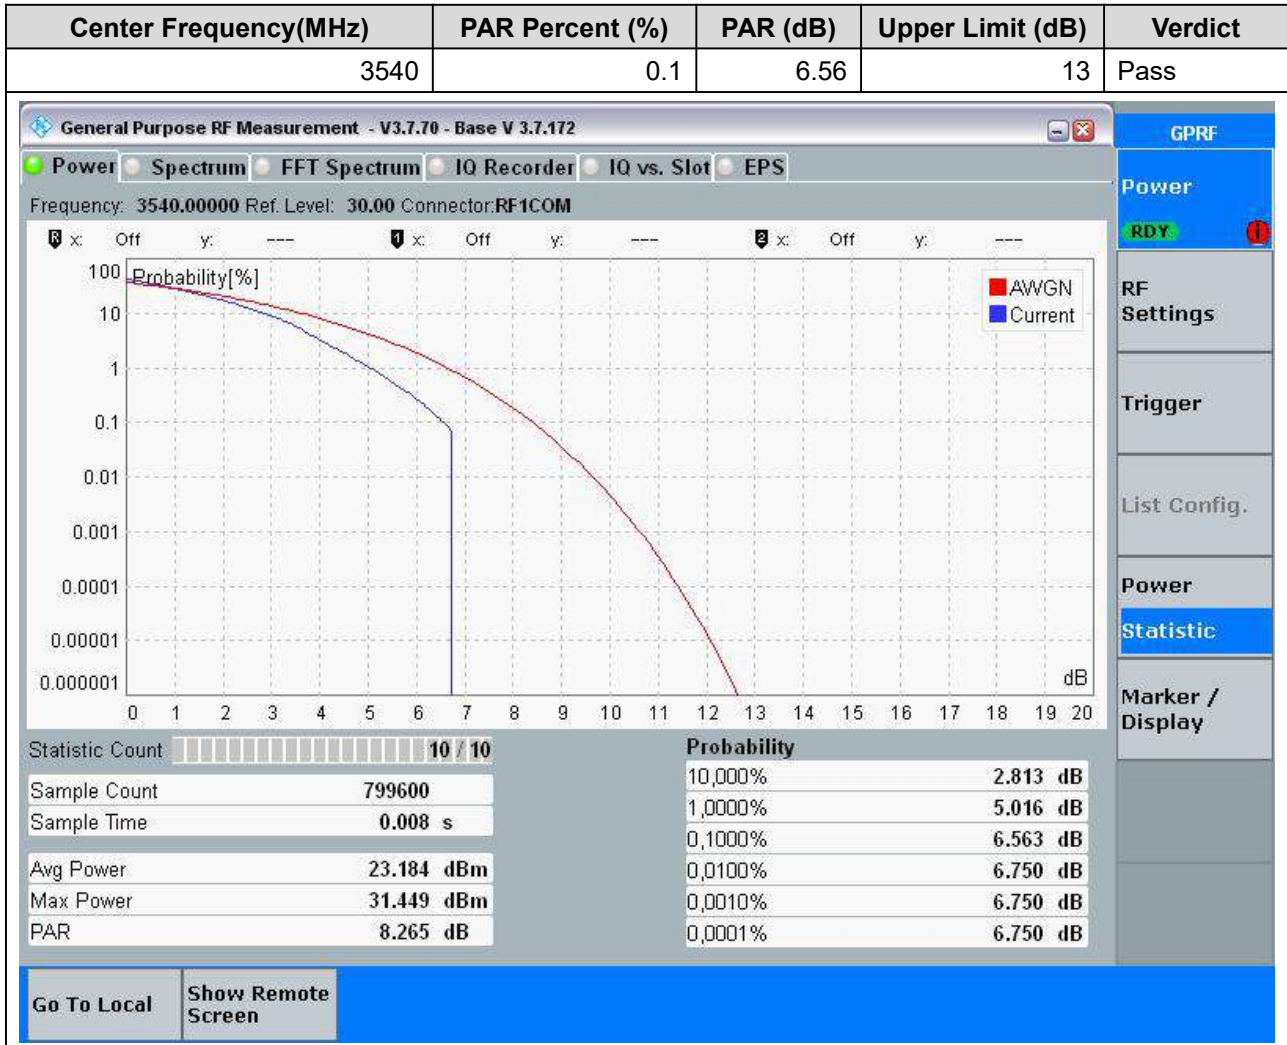 Center Frequency(MHz) PAR Percent (%) PAR (dB) Upper Limit (dB) Verdict
3540 0.1 6.56 13 Pass
General Purpose RF Measurement - V3.7.70 - Base V 3.7.172
GPRF
Power Spectrum FFT Spectrum IQ Recorder IQ vs. Slot EPS
Power
RDY
Frequency: 3540.00000 Ref. Level: 30.00 Connector:RF1COM
R x: Off y: --- 1 x: Off y: --- 2 x: Off y: ---
100 Probability[%]
AWGN
Current
10
1
0.1
0.01
0.001
0.0001
0.00001
0.000001
dB
0 1 2 3 4 5 6 7 8 9 10 11 12 13 14 15 16 17 18 19 20
RF
Settings
Trigger
List Config.
Power
Statistic
Marker /
Display
Statistic Count 10 / 10
Sample Count 799600
Sample Time 0.008 s
Avg Power 23.184 dBm
Max Power 31.449 dBm
PAR 8.265 dB
Probability
10,000% 2.813 dB
1,0000% 5.016 dB
0,1000% 6.563 dB
0,0100% 6.750 dB
0,0010% 6.750 dB
0,0001% 6.750 dB
Go To Local
Show Remote
Screen